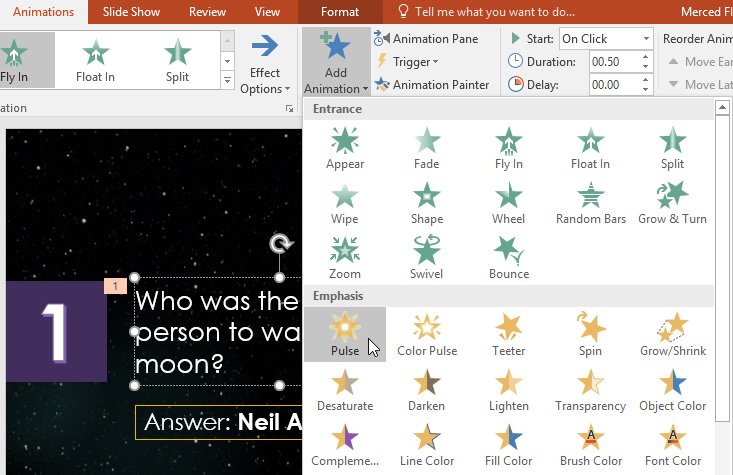 Animations Slide Show Review View Format Tell me what you want to do... Merced Fl
Fly In Float In Split Effect Options Add Animation Animation Pane Start: On Click Reorder Anim
Trigger Duration: 00.50 Move Ear
Animation Painter Delay: 00.00 Move Lat
ation
Entrance
Appear Fade Fly In Float In Split
Wipe Shape Wheel Random Bars Grow & Turn
Zoom Swivel Bounce
Emphasis
Pulse Color Pulse Teeter Spin Grow/Shrink
Desaturate Darken Lighten Transparency Object Color
Compleme... Line Color Fill Color Brush Color Font Color
1
1
Who was the
person to wa
moon?
Answer: Neil A